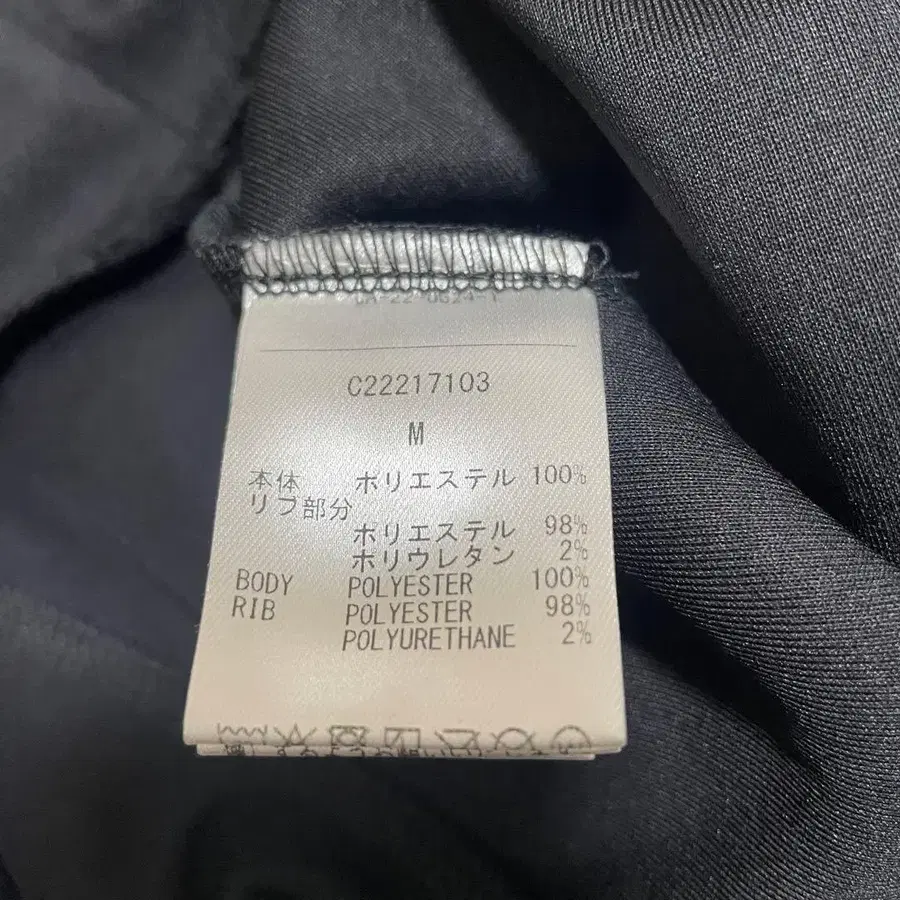 C22217103
M
本体 ポリエステル 100%
リブ部分
ポリエステル 98%
ポリウレタン 2%
BODY POLYESTER 100%
RIB POLYESTER 98%
POLYURETHANE 2%